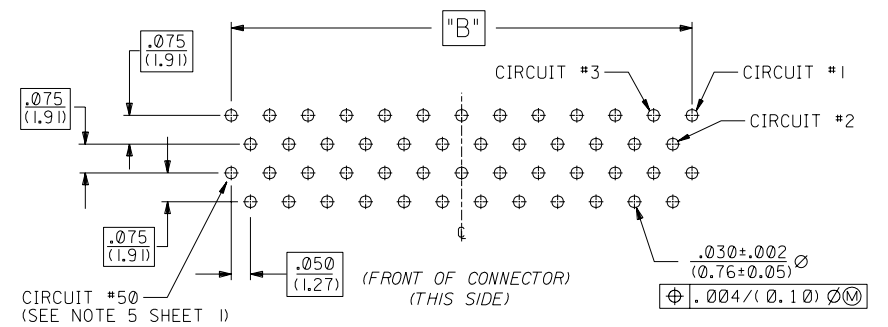 "B"
.075
(1.91)
CIRCUIT #3
CIRCUIT #1
.075
(1.91)
CIRCUIT #2
℄
.075
(1.91)
.050
(1.27)
(FRONT OF CONNECTOR)
(THIS SIDE)
.030±.002
(0.76±0.05) Ø
CIRCUIT #50
(SEE NOTE 5 SHEET 1)
⌖ .004/(0.10) Ø Ⓜ